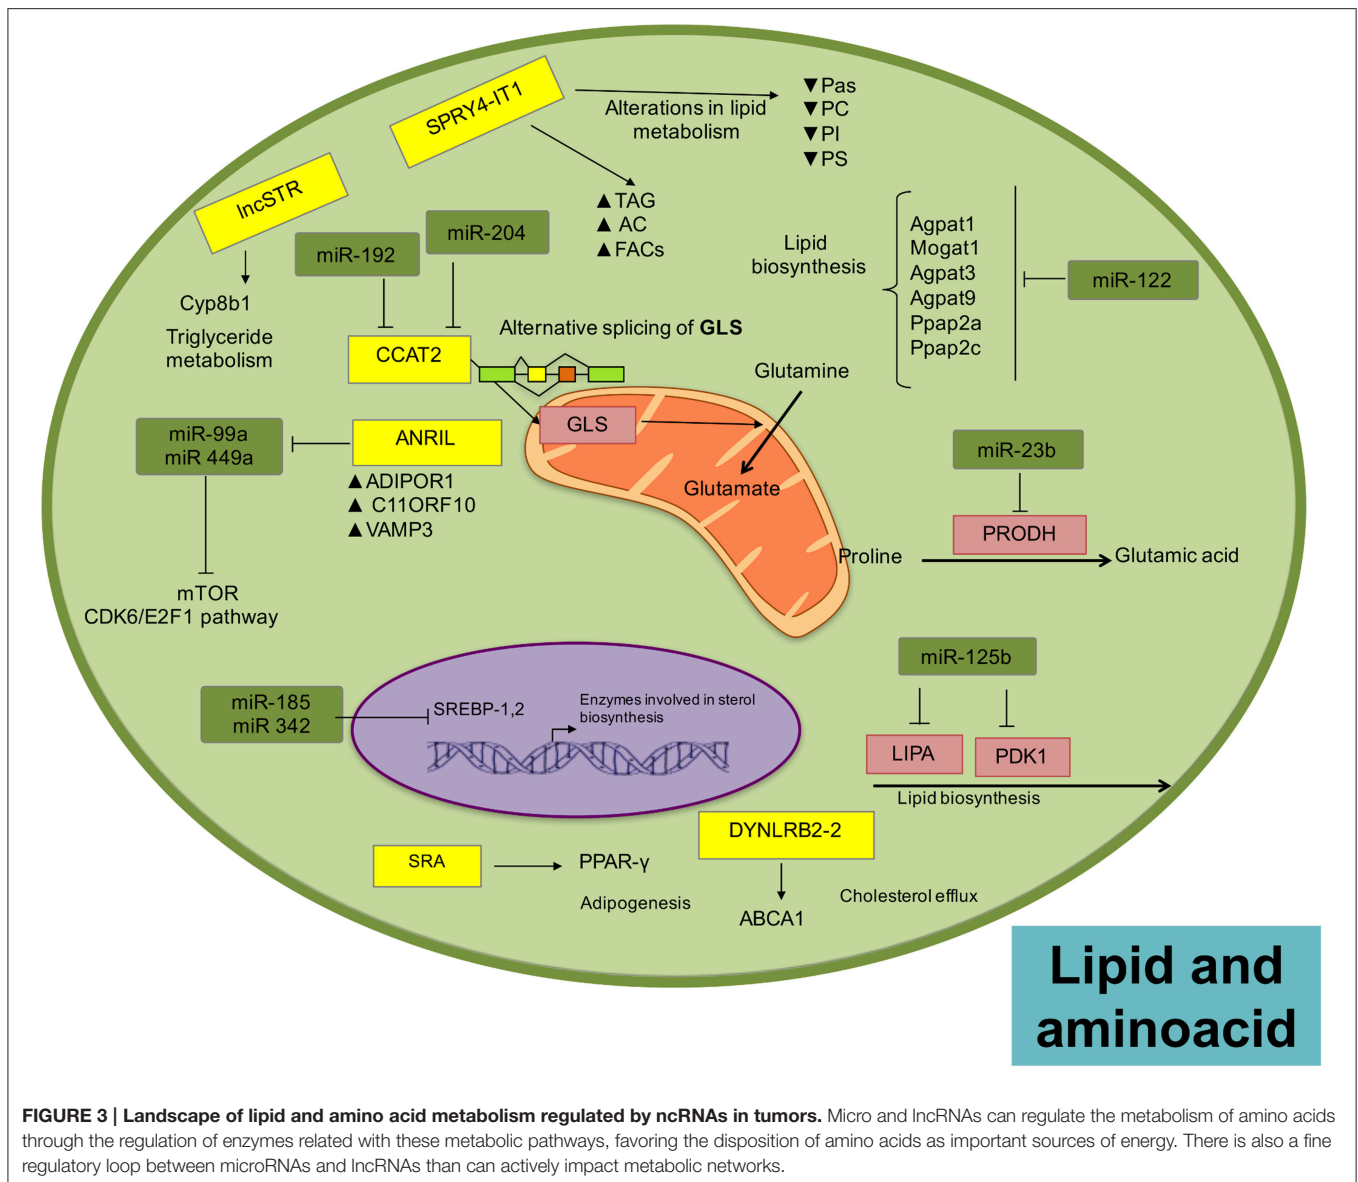 SPRY4-IT1
Alterations in lipid
metabolism
▼Pas
▼PC
▼PI
▼PS
▲TAG
▲ AC
▲FACs
lncSTR
Cyp8b1
Triglyceride
metabolism
miR-192
miR-204
CCAT2
Alternative splicing of GLS
Lipid
biosynthesis
Agpat1
Mogat1
Agpat3
Agpat9
Ppap2a
Ppap2c
miR-122
Glutamine
GLS
Glutamate
miR-99a
miR 449a
ANRIL
▲ADIPOR1
▲ C11ORF10
▲VAMP3
mTOR
CDK6/E2F1 pathway
miR-23b
PRODH
Proline
Glutamic acid
miR-185
miR 342
SREBP-1,2
Enzymes involved in sterol
biosynthesis
miR-125b
LIPA
PDK1
Lipid biosynthesis
SRA
PPAR-γ
Adipogenesis
DYNLRB2-2
ABCA1
Cholesterol efflux
Lipid and
aminoacid
FIGURE 3 | Landscape of lipid and amino acid metabolism regulated by ncRNAs in tumors. Micro and lncRNAs can regulate the metabolism of amino acids
through the regulation of enzymes related with these metabolic pathways, favoring the disposition of amino acids as important sources of energy. There is also a fine
regulatory loop between microRNAs and lncRNAs than can actively impact metabolic networks.